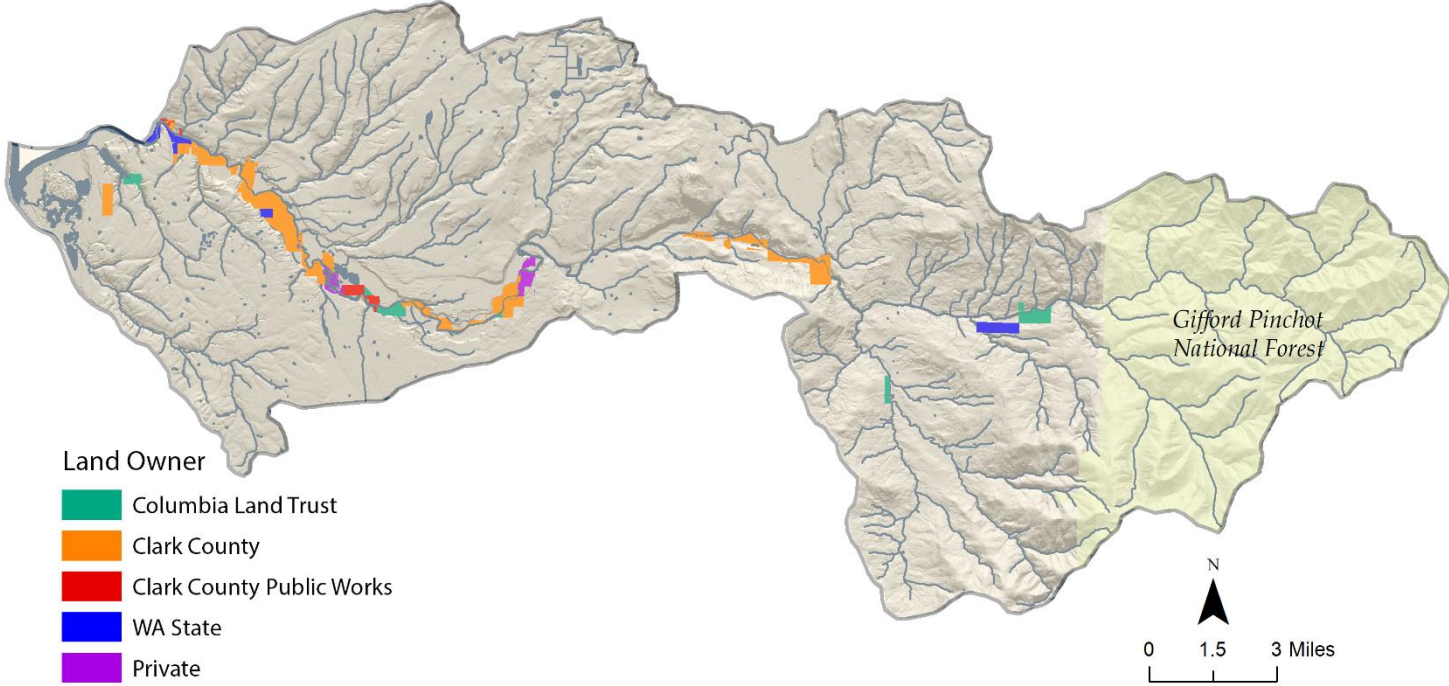 Gifford Pinchot
National Forest
Land Owner
Columbia Land Trust
Clark County
Clark County Public Works
WA State
Private
N
0 1.5 3 Miles